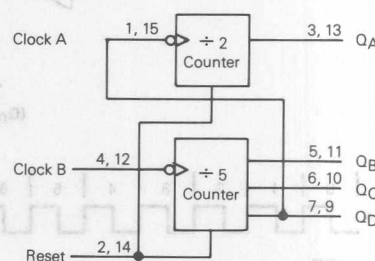 Clock A
1, 15
÷ 2
Counter
3, 13
QA
Clock B
4, 12
÷ 5
Counter
5, 11
QB
6, 10
QC
7, 9
QD
Reset
2, 14